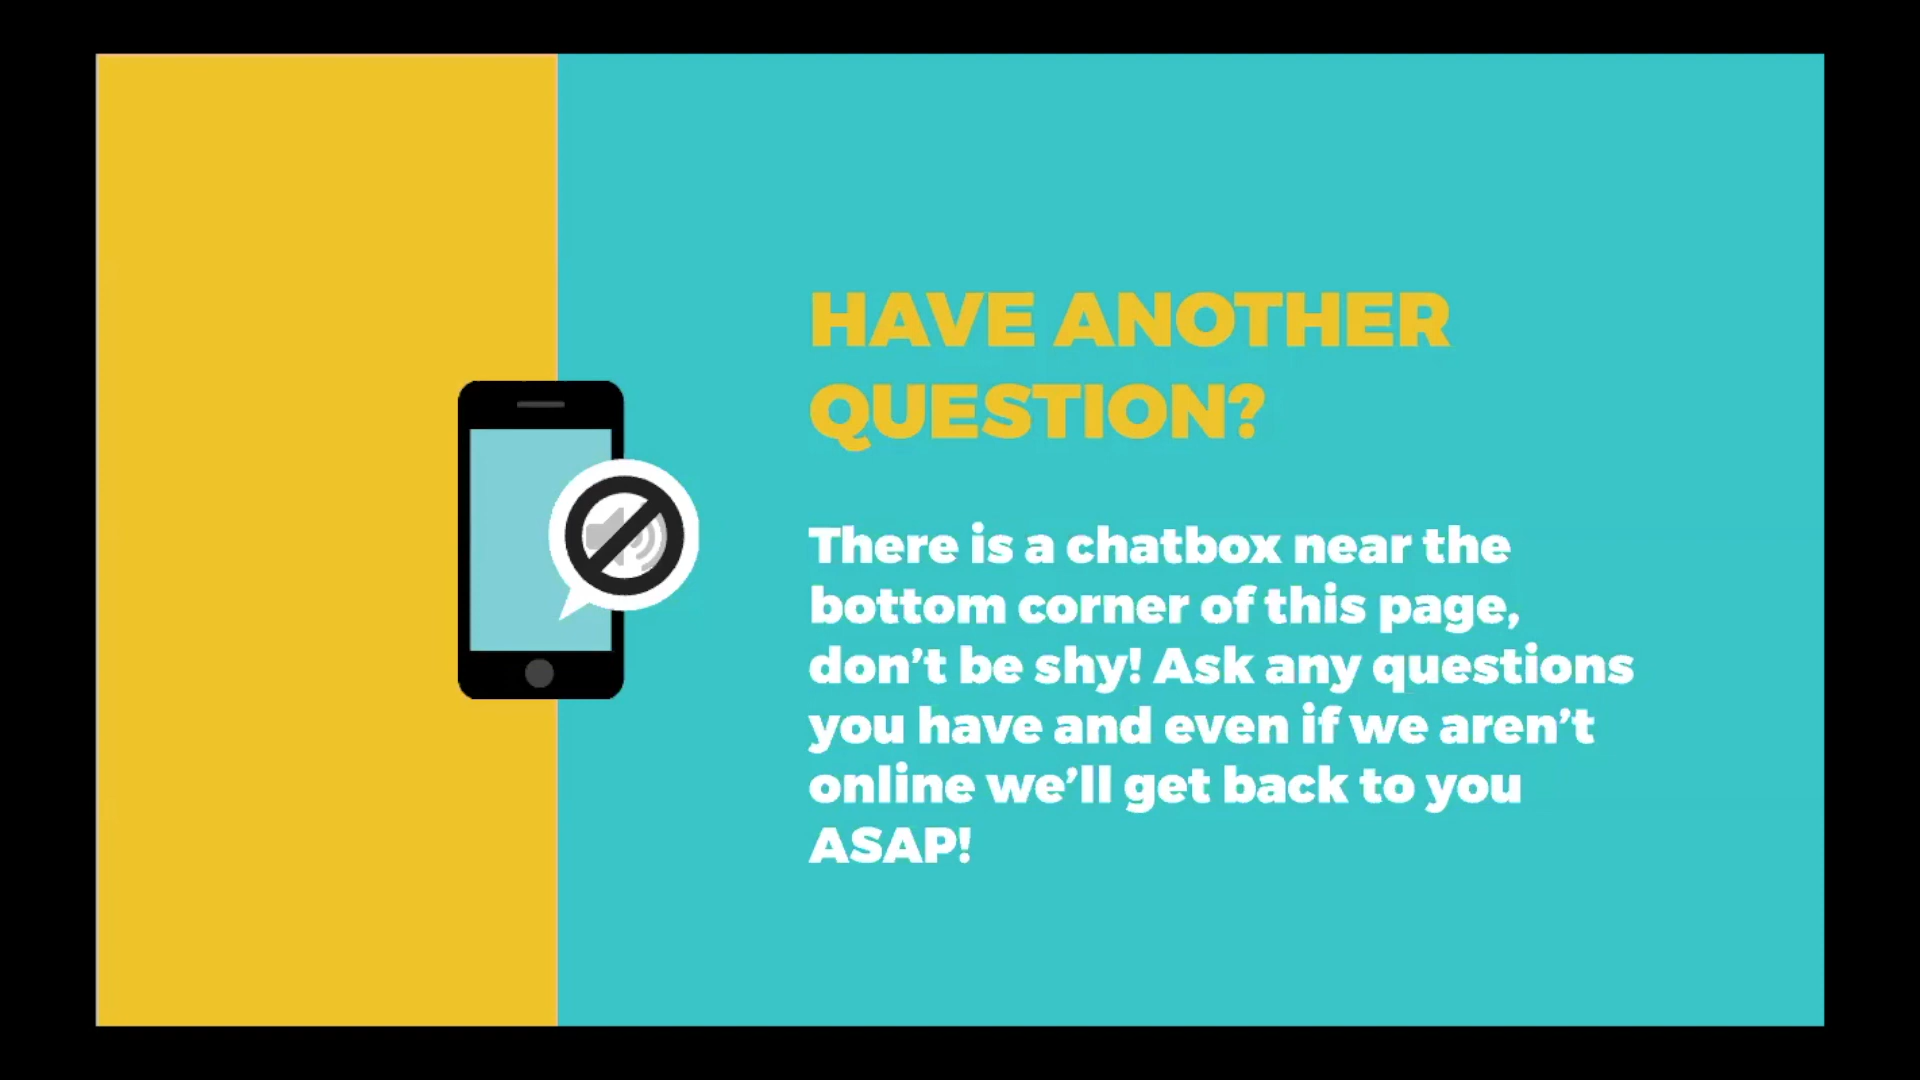 HAVE ANOTHER
QUESTION?
There is a chatbox near the
bottom corner of this page,
don’t be shy! Ask any questions
you have and even if we aren’t
online we’ll get back to you
ASAP!